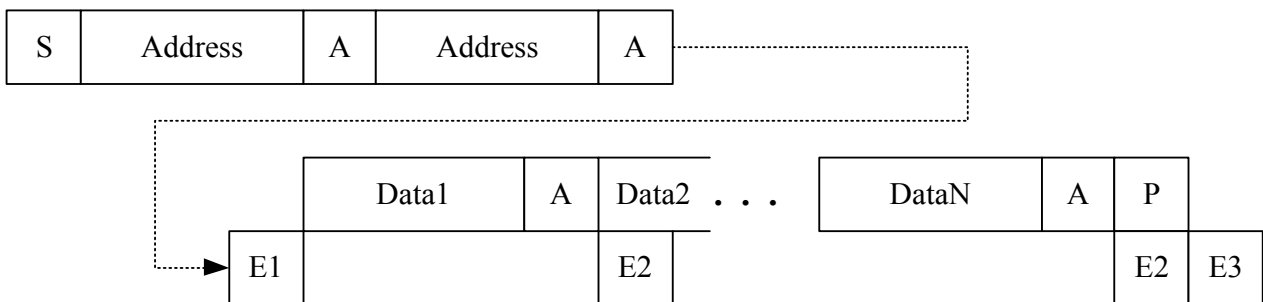 S Address A Address A
Data1 A Data2 . . . DataN A P
E1 E2 E2 E3